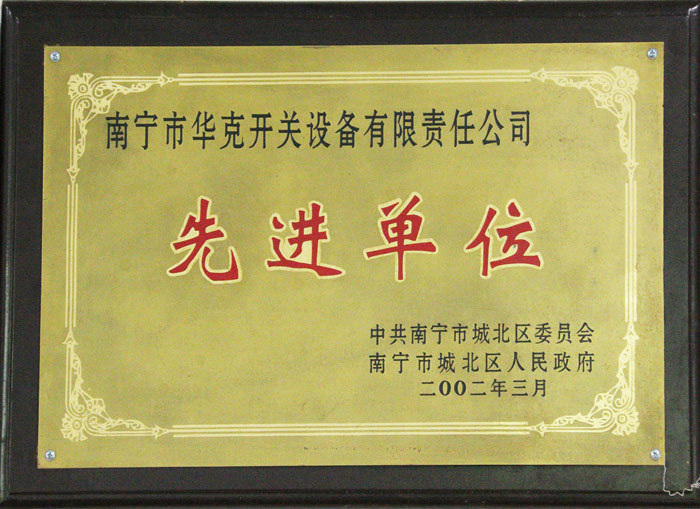 南宁市华克开关设备有限责任公司
先进单位
中共南宁市城北区委员会
南宁市城北区人民政府
二00二年三月